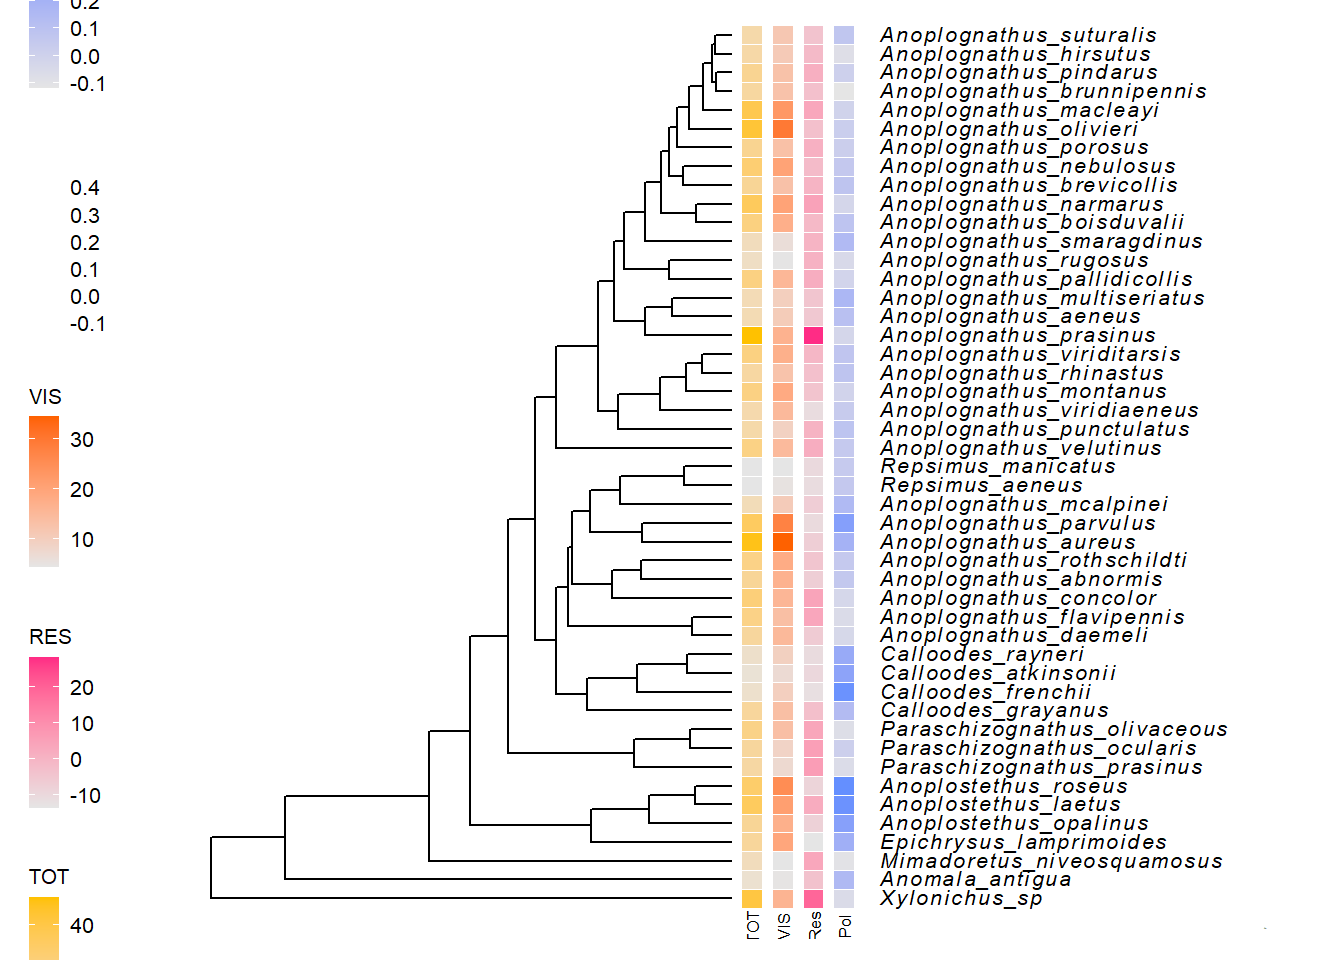 0.2
0.1
0.0
-0.1
0.4
0.3
0.2
0.1
0.0
-0.1
VIS
30
20
10
RES
20
10
0
-10
TOT
40
Anoplognathus_suturalis
Anoplognathus_hirsutus
Anoplognathus_pindarus
Anoplognathus_brunnipennis
Anoplognathus_macleayi
Anoplognathus_olivieri
Anoplognathus_porosus
Anoplognathus_nebulosus
Anoplognathus_brevicollis
Anoplognathus_narmarus
Anoplognathus_boisduvalii
Anoplognathus_smaragdinus
Anoplognathus_rugosus
Anoplognathus_pallidicollis
Anoplognathus_multiseriatus
Anoplognathus_aeneus
Anoplognathus_prasinus
Anoplognathus_viriditarsis
Anoplognathus_rhinastus
Anoplognathus_montanus
Anoplognathus_viridiaeneus
Anoplognathus_punctulatus
Anoplognathus_velutinus
Repsimus_manicatus
Repsimus_aeneus
Anoplognathus_mcalpinei
Anoplognathus_parvulus
Anoplognathus_aureus
Anoplognathus_rothschildti
Anoplognathus_abnormis
Anoplognathus_concolor
Anoplognathus_flavipennis
Anoplognathus_daemeli
Calloodes_rayneri
Calloodes_atkinsonii
Calloodes_frenchii
Calloodes_grayanus
Paraschizognathus_olivaceous
Paraschizognathus_ocularis
Paraschizognathus_prasinus
Anoplostethus_roseus
Anoplostethus_laetus
Anoplostethus_opalinus
Epichrysus_lamprimoides
Mimadoretus_niveosquamosus
Anomala_antigua
Xylonichus_sp
TOT
VIS
Res
Pol